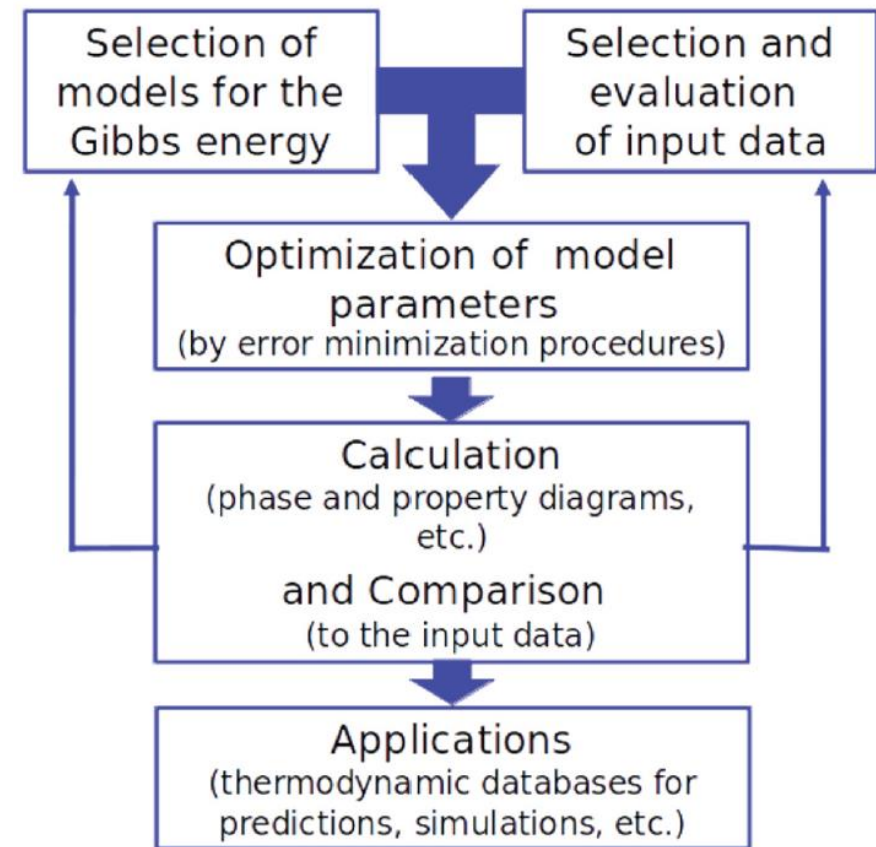 Selection of
models for the
Gibbs energy
Selection and
evaluation
of input data
Optimization of model
parameters
(by error minimization procedures)
Calculation
(phase and property diagrams,
etc.)
and Comparison
(to the input data)
Applications
(thermodynamic databases for
predictions, simulations, etc.)